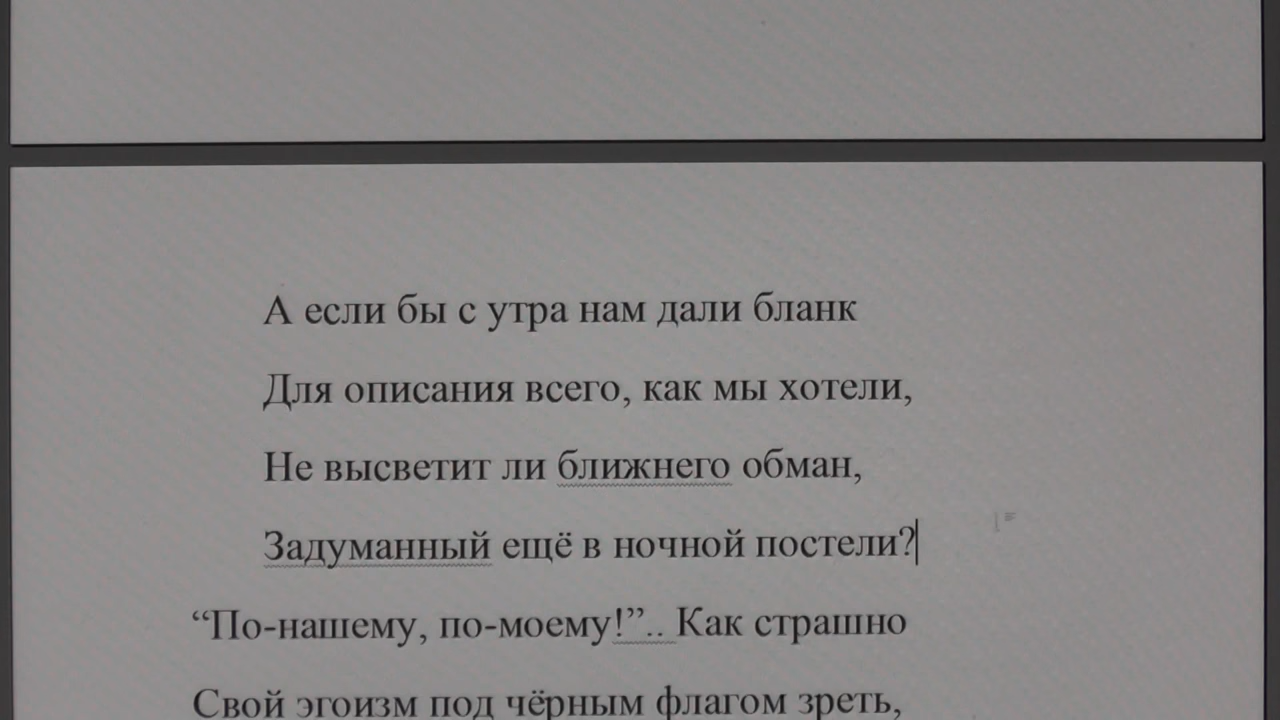 А если бы с утра нам дали бланк
Для описания всего, как мы хотели,
Не высветит ли ближнего обман,
Задуманный ещё в ночной постели?
“По-нашему, по-моему!”.. Как страшно
Свой эгоизм под чёрным флагом зреть,